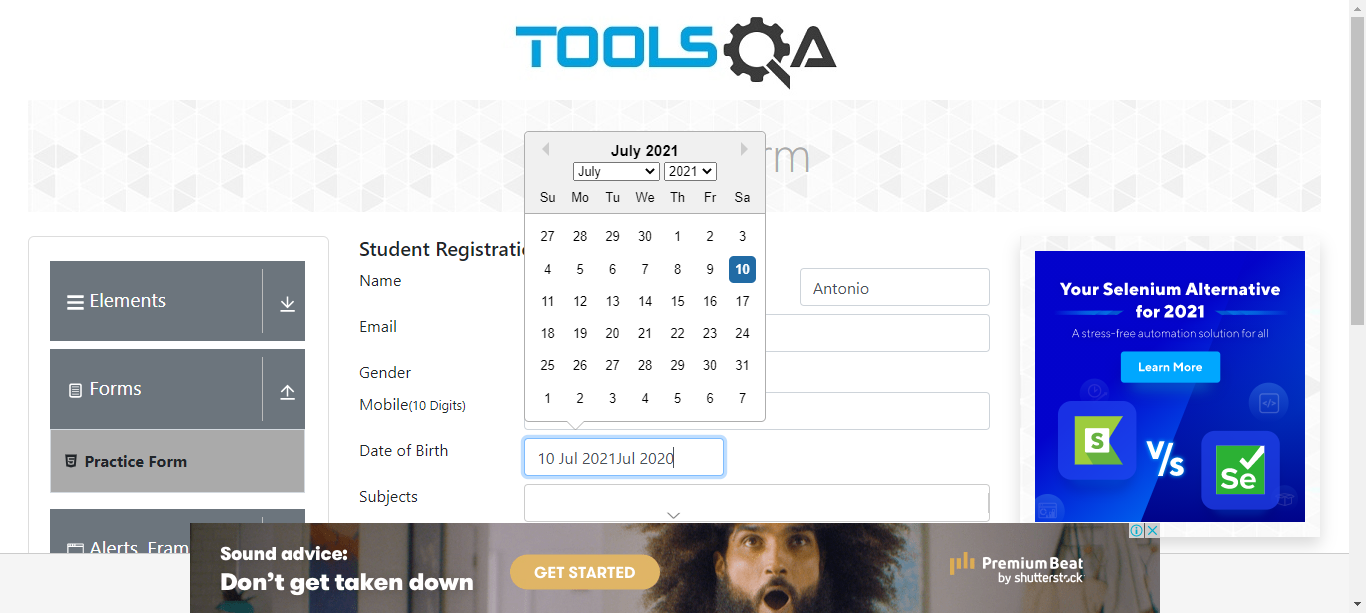 TOOLSQA
rm
July 2021
July 2021
Su Mo Tu We Th Fr Sa
27 28 29 30 1 2 3
4 5 6 7 8 9 10
11 12 13 14 15 16 17
18 19 20 21 22 23 24
25 26 27 28 29 30 31
1 2 3 4 5 6 7
Elements
Forms
Practice Form
Alerts, Fram
Student Registratio
Name
Antonio
Email
Gender
Mobile(10 Digits)
Date of Birth
10 Jul 2021Jul 2020
Subjects
Your Selenium Alternative
for 2021
A stress-free automation solution for all
Learn More
S
V/s
Se
Sound advice:
Don't get taken down
GET STARTED
PremiumBeat
by shutterstock